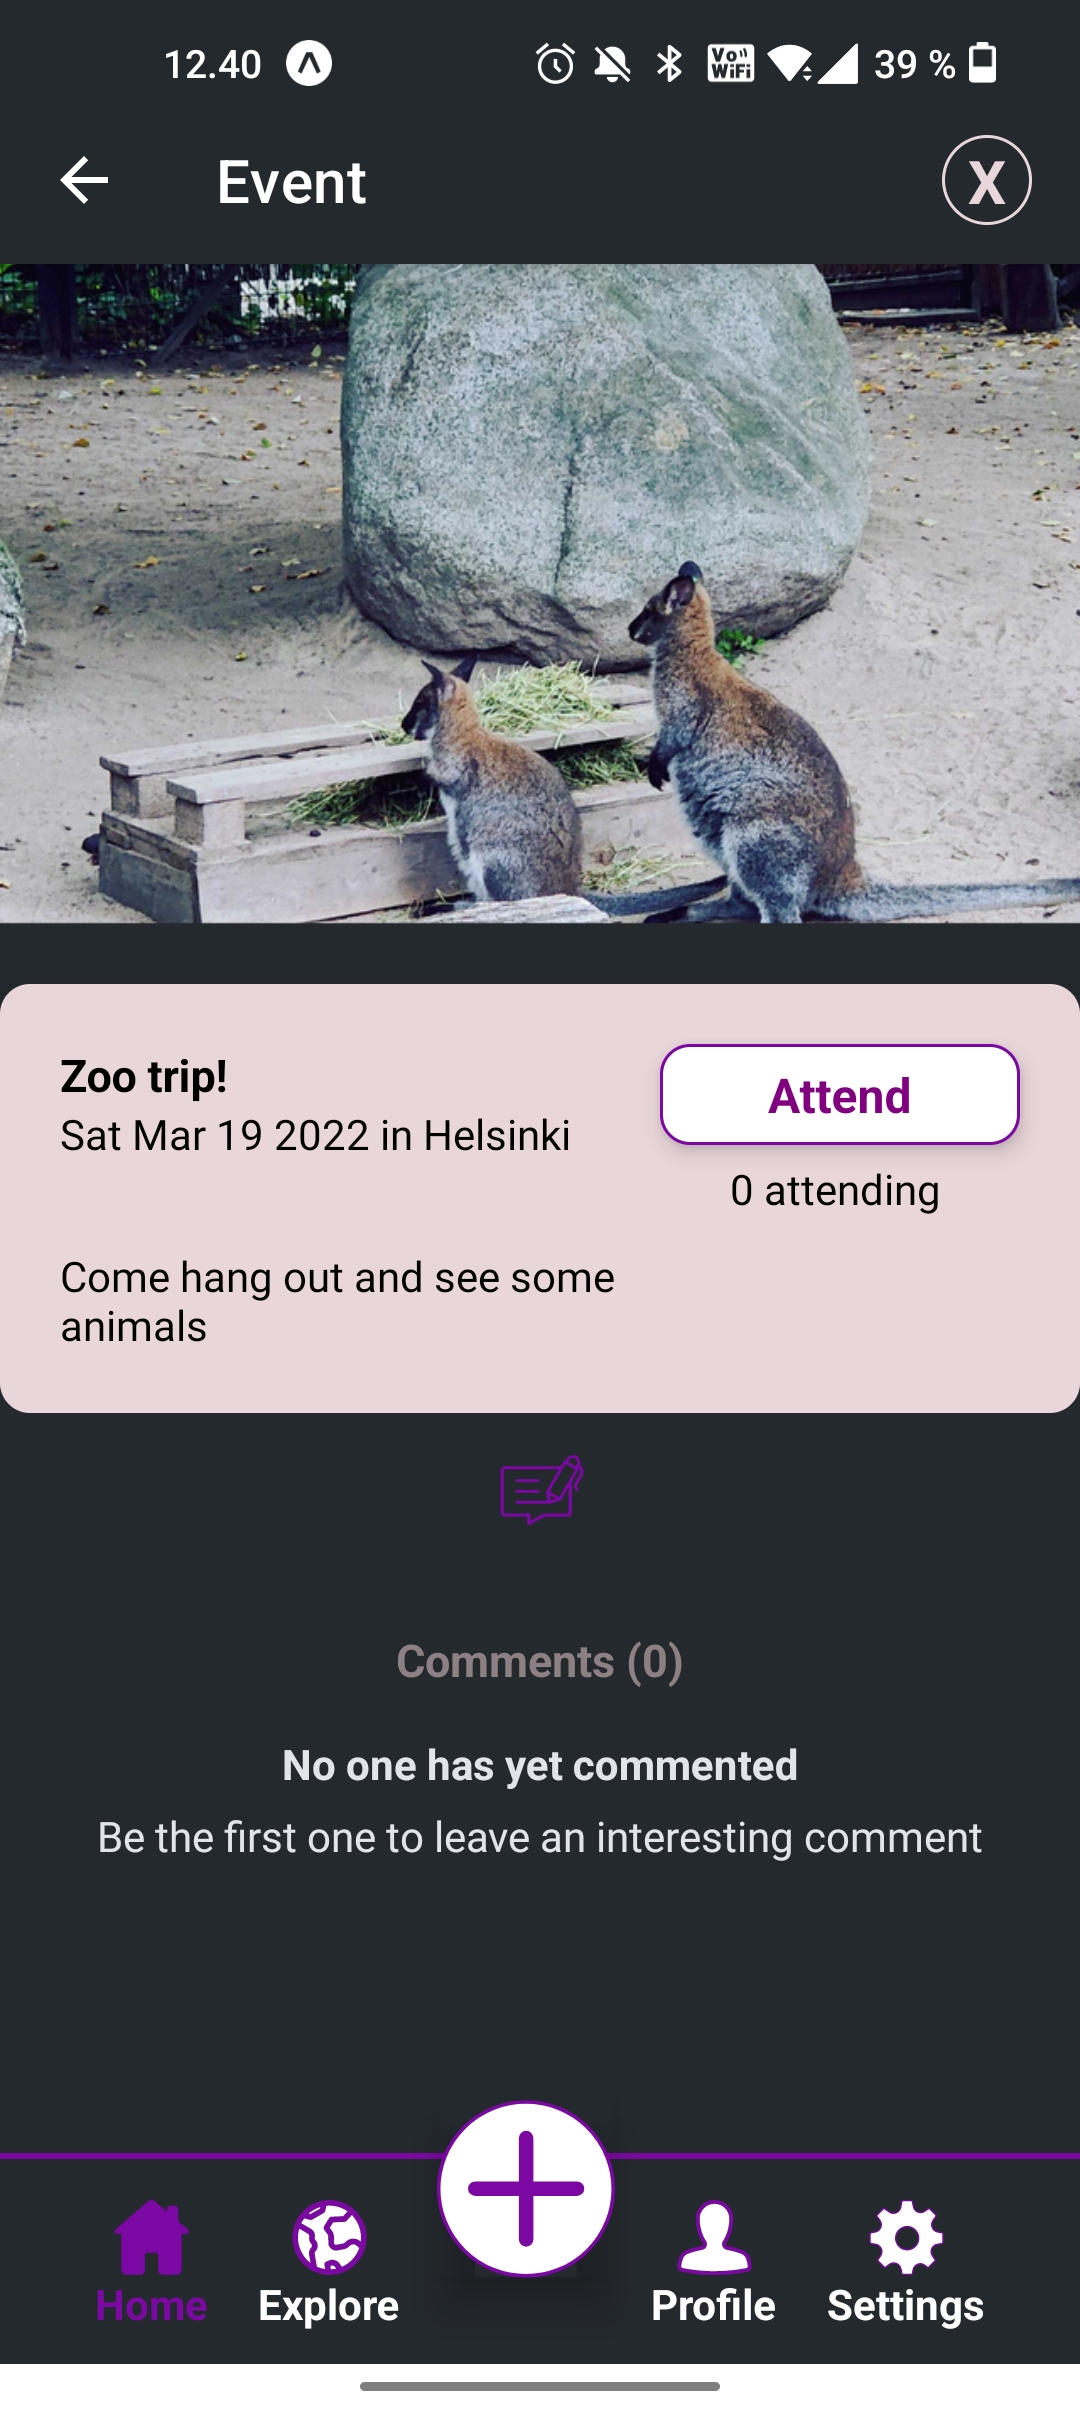 12.40
Vo))
WiFi
39 %
Event
X
Zoo trip!
Attend
Sat Mar 19 2022 in Helsinki
0 attending
Come hang out and see some
animals
Comments (0)
No one has yet commented
Be the first one to leave an interesting comment
Home
Explore
Profile
Settings